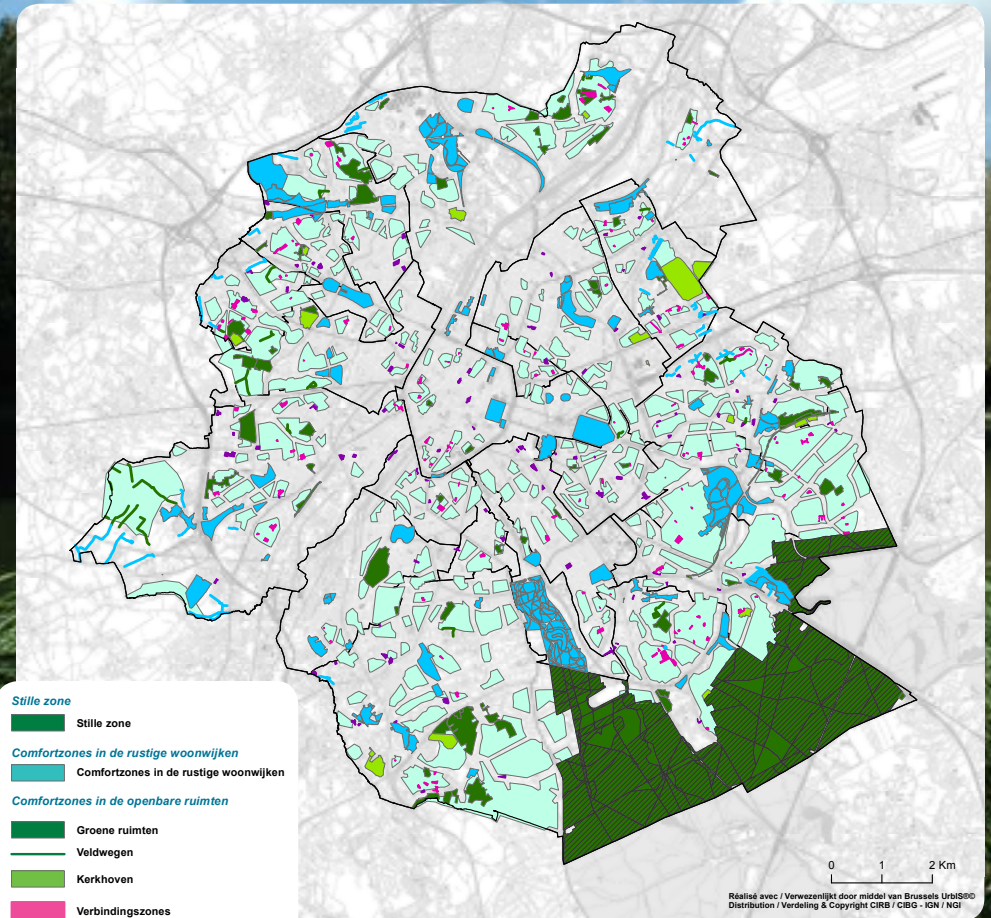 Stille zone
Stille zone
Comfortzones in de rustige woonwijken
Comfortzones in de rustige woonwijken
Comfortzones in de openbare ruimten
Groene ruimten
Veldwegen
Kerkhoven
Verbindingszones
0 1 2 Km
Réalisé avec / Verwezenlijkt door middel van Brussels UrbIS®©
Distribution / Verdeling & Copyright CIRB / CIBG - IGN / NGI